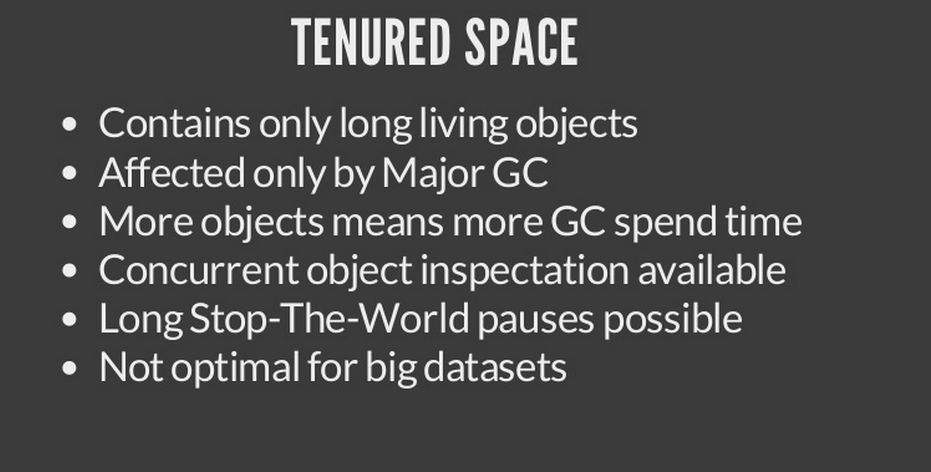 TENURED SPACE
• Contains only long living objects
• Affected only by Major GC
• More objects means more GC spend time
• Concurrent object inspectation available
• Long Stop-The-World pauses possible
• Not optimal for big datasets